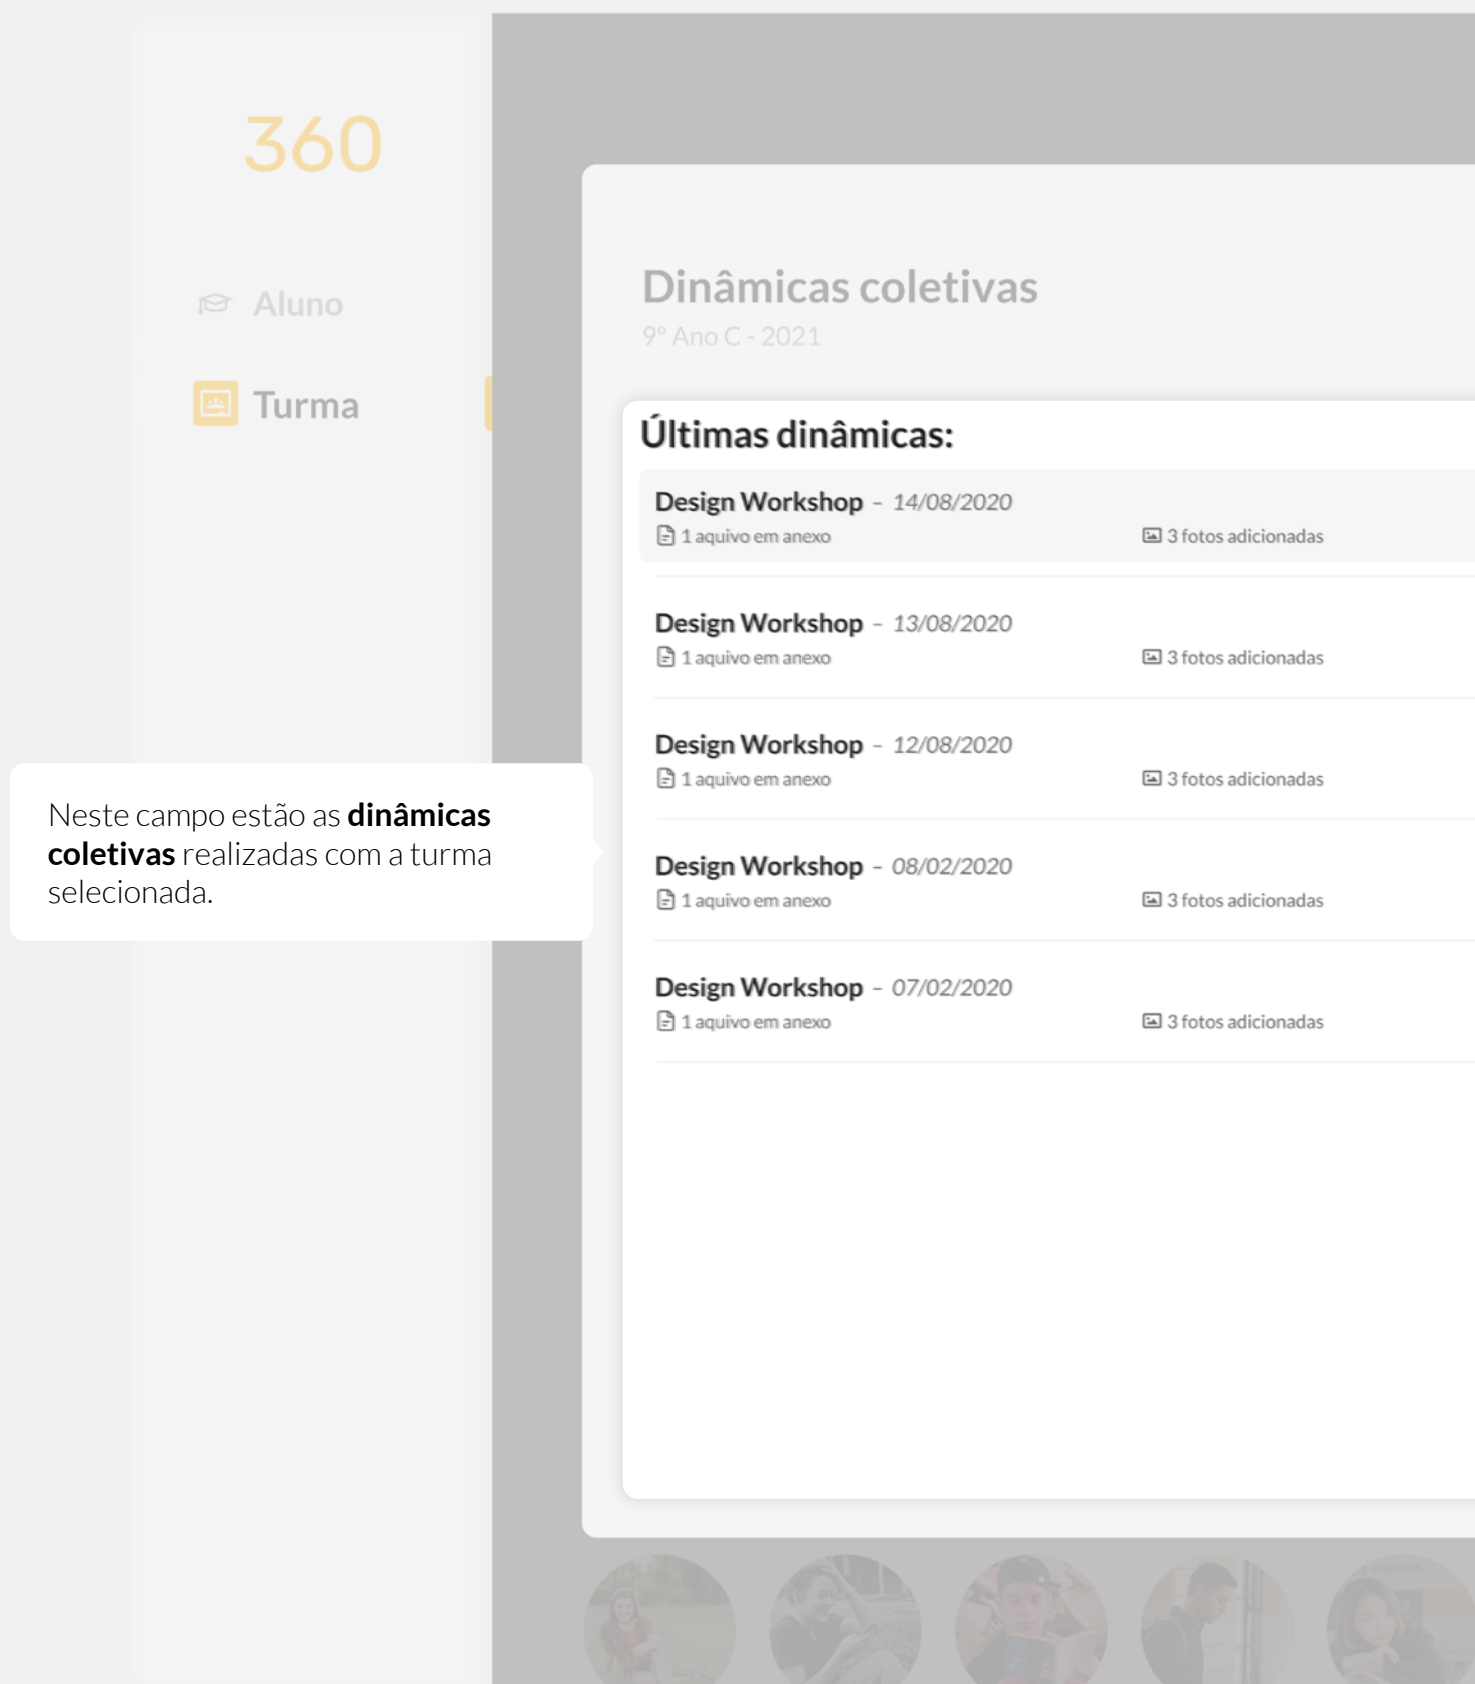 360
Aluno
Turma
Dinâmicas coletivas
9º Ano C - 2021
Últimas dinâmicas:
Design Workshop - 14/08/2020
1 aquivo em anexo
3 fotos adicionadas
Design Workshop - 13/08/2020
1 aquivo em anexo
3 fotos adicionadas
Design Workshop - 12/08/2020
1 aquivo em anexo
3 fotos adicionadas
Design Workshop - 08/02/2020
1 aquivo em anexo
3 fotos adicionadas
Design Workshop - 07/02/2020
1 aquivo em anexo
3 fotos adicionadas
Neste campo estão as dinâmicas
coletivas realizadas com a turma
selecionada.